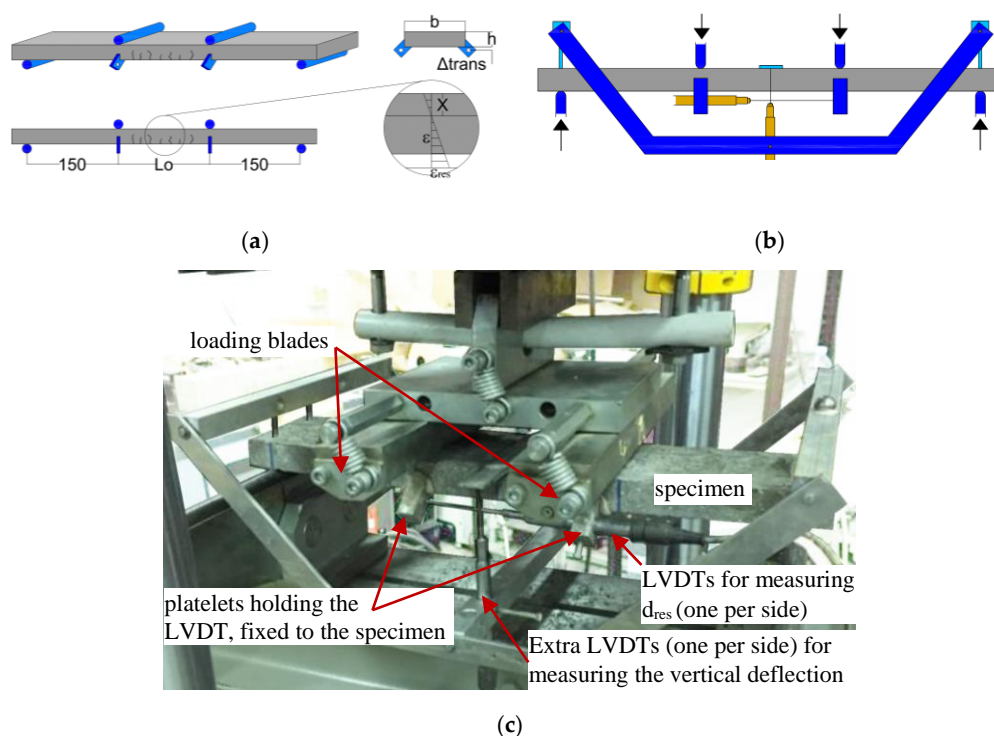 b
h
Δtrans
X
ε
εres
150
Lo
150
(a)
(b)
loading blades
specimen
LVDTs for measuring
dres (one per side)
platelets holding the
LVDT, fixed to the specimen
Extra LVDTs (one per side) for
measuring the vertical deflection
(c)